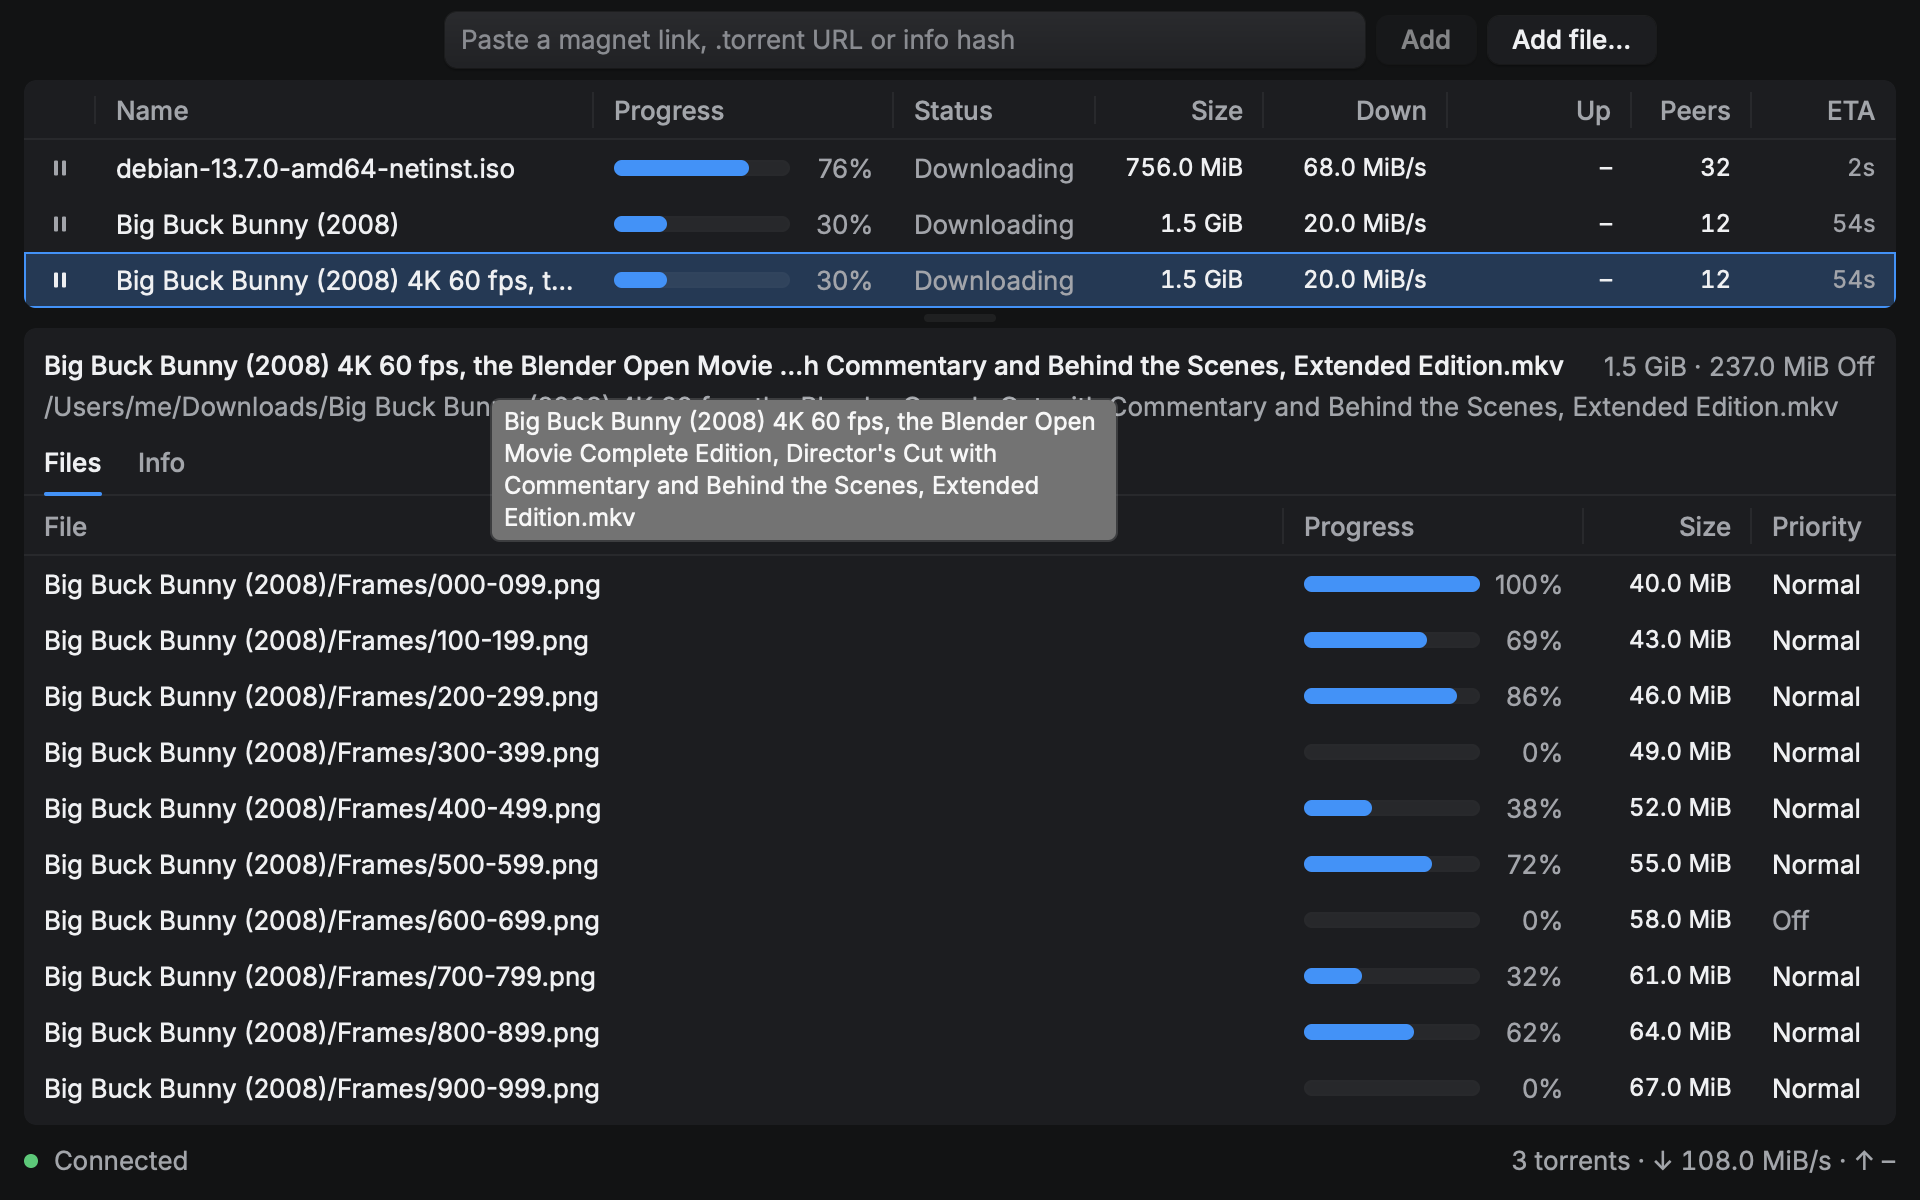 Paste a magnet link, .torrent URL or info hash Add Add file...
Name Progress Status Size Down Up Peers ETA
debian-13.7.0-amd64-netinst.iso 76% Downloading 756.0 MiB 68.0 MiB/s – 32 2s
Big Buck Bunny (2008) 30% Downloading 1.5 GiB 20.0 MiB/s – 12 54s
Big Buck Bunny (2008) 4K 60 fps, t... 30% Downloading 1.5 GiB 20.0 MiB/s – 12 54s
Big Buck Bunny (2008) 4K 60 fps, the Blender Open Movie ...h Commentary and Behind the Scenes, Extended Edition.mkv 1.5 GiB · 237.0 MiB Off
/Users/me/Downloads/Big Buck Commentary and Behind the Scenes, Extended Edition.mkv
Big Buck Bunny (2008) 4K 60 fps, the Blender Open
Movie Complete Edition, Director's Cut with
Commentary and Behind the Scenes, Extended
Edition.mkv
Files Info
File Progress Size Priority
Big Buck Bunny (2008)/Frames/000-099.png 100% 40.0 MiB Normal
Big Buck Bunny (2008)/Frames/100-199.png 69% 43.0 MiB Normal
Big Buck Bunny (2008)/Frames/200-299.png 86% 46.0 MiB Normal
Big Buck Bunny (2008)/Frames/300-399.png 0% 49.0 MiB Normal
Big Buck Bunny (2008)/Frames/400-499.png 38% 52.0 MiB Normal
Big Buck Bunny (2008)/Frames/500-599.png 72% 55.0 MiB Normal
Big Buck Bunny (2008)/Frames/600-699.png 0% 58.0 MiB Off
Big Buck Bunny (2008)/Frames/700-799.png 32% 61.0 MiB Normal
Big Buck Bunny (2008)/Frames/800-899.png 62% 64.0 MiB Normal
Big Buck Bunny (2008)/Frames/900-999.png 0% 67.0 MiB Normal
Connected 3 torrents · ↓ 108.0 MiB/s · ↑ –